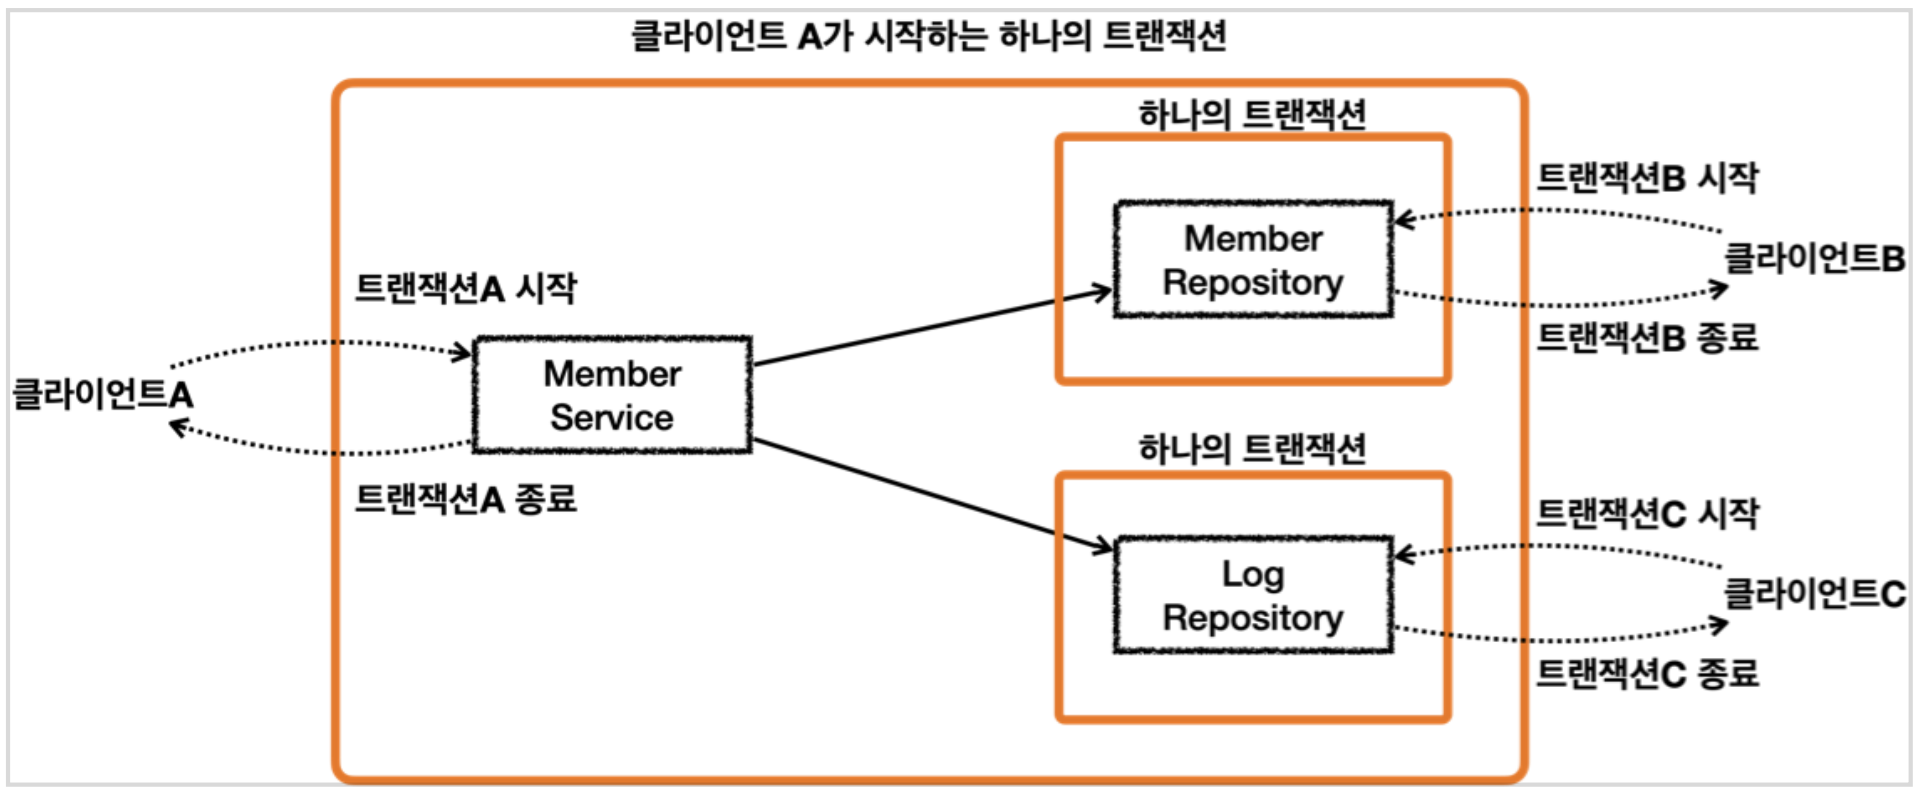 클라이언트 A가 시작하는 하나의 트랜잭션
하나의 트랜잭션
트랜잭션B 시작
Member
Repository
클라이언트B
트랜잭션B 종료
트랜잭션A 시작
클라이언트A
Member
Service
트랜잭션A 종료
하나의 트랜잭션
트랜잭션C 시작
Log
Repository
클라이언트C
트랜잭션C 종료